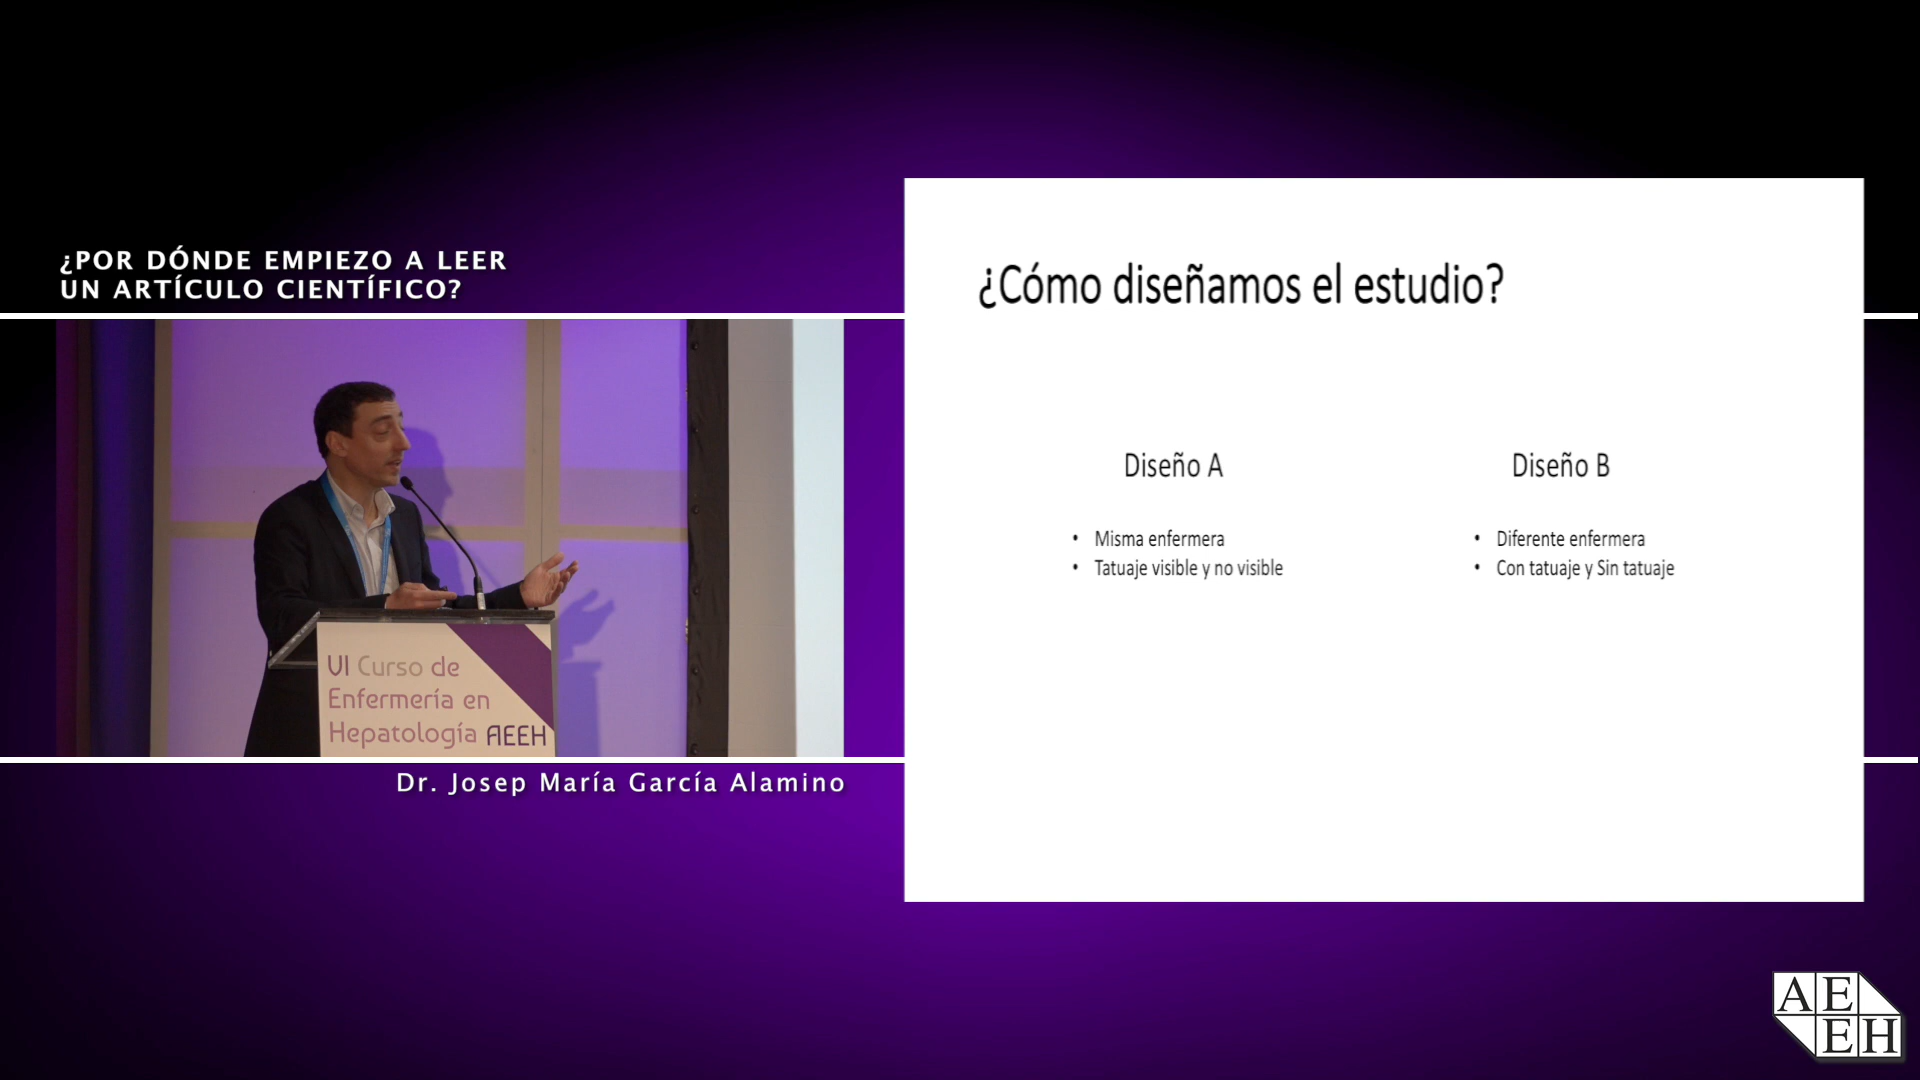 ¿POR DÓNDE EMPIEZO A LEER
UN ARTÍCULO CIENTÍFICO?
VI Curso de
Enfermería en
Hepatología AEEH
Dr. Josep María García Alamino
¿Cómo diseñamos el estudio?
Diseño A
• Misma enfermera
• Tatuaje visible y no visible
Diseño B
• Diferente enfermera
• Con tatuaje y Sin tatuaje
AE
EH